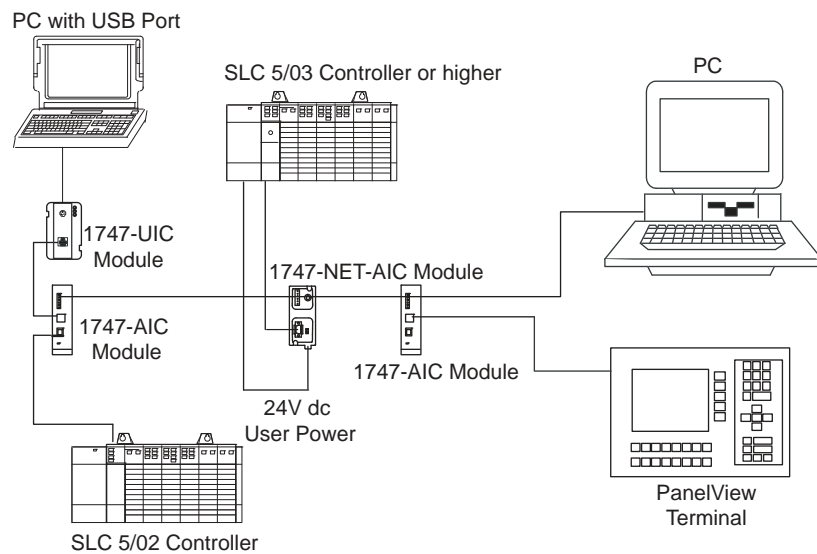 PC with USB Port
SLC 5/03 Controller or higher
PC
1747-UIC
Module
1747-NET-AIC Module
1747-AIC
Module
1747-AIC Module
24V dc
User Power
PanelView
Terminal
SLC 5/02 Controller